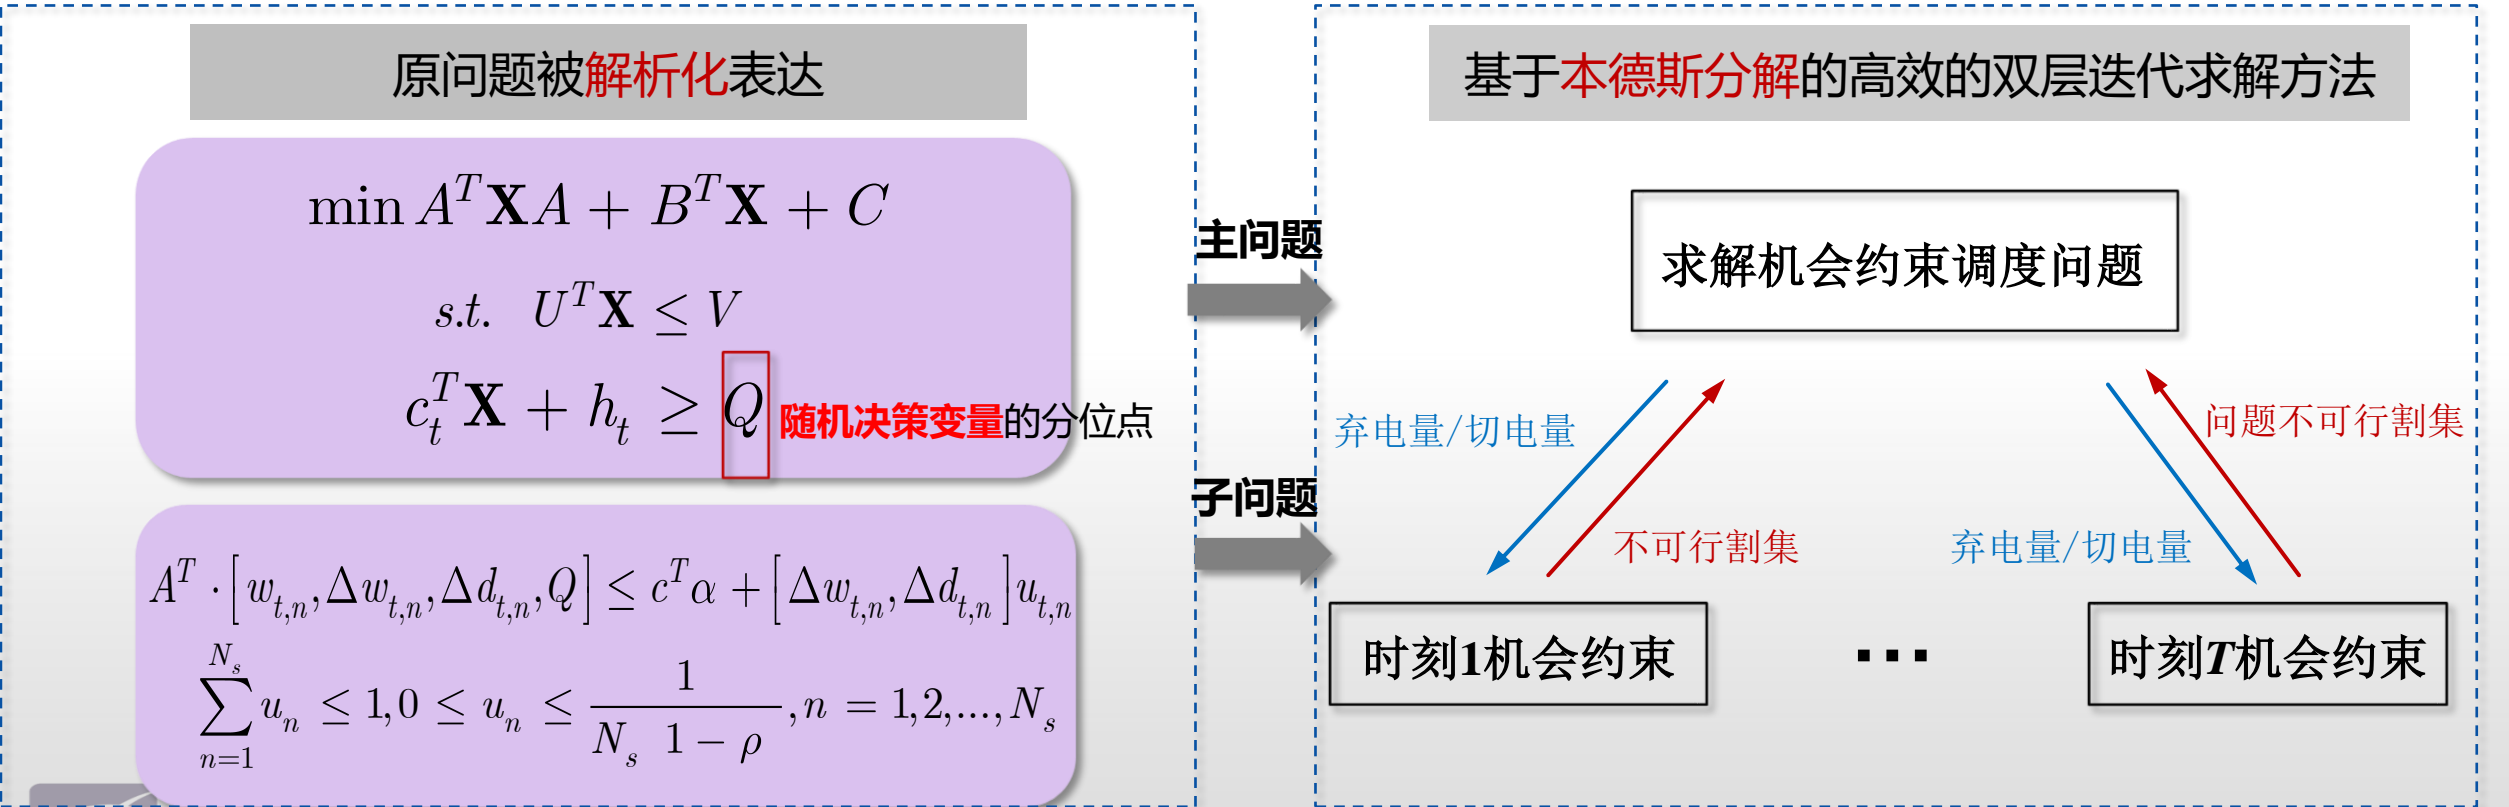 原问题被解析化表达
min A^T 𝐗A + B^T 𝐗 + C
s.t. U^T 𝐗 ≤ V
c_t^T 𝐗 + h_t ≥ Q 随机决策变量的分位点
A^T · [w_{t,n}, Δw_{t,n}, Δd_{t,n}, Q] ≤ c^T α + [Δw_{t,n}, Δd_{t,n}]u_{t,n}
∑_{n=1}^{N_s} u_n ≤ 1, 0 ≤ u_n ≤ \frac{1}{N_s 1 − ρ}, n = 1,2,...,N_s
主问题
子问题
基于本德斯分解的高效的双层迭代求解方法
求解机会约束调度问题
弃电量/切电量
问题不可行割集
不可行割集
弃电量/切电量
时刻1机会约束
...
时刻T机会约束